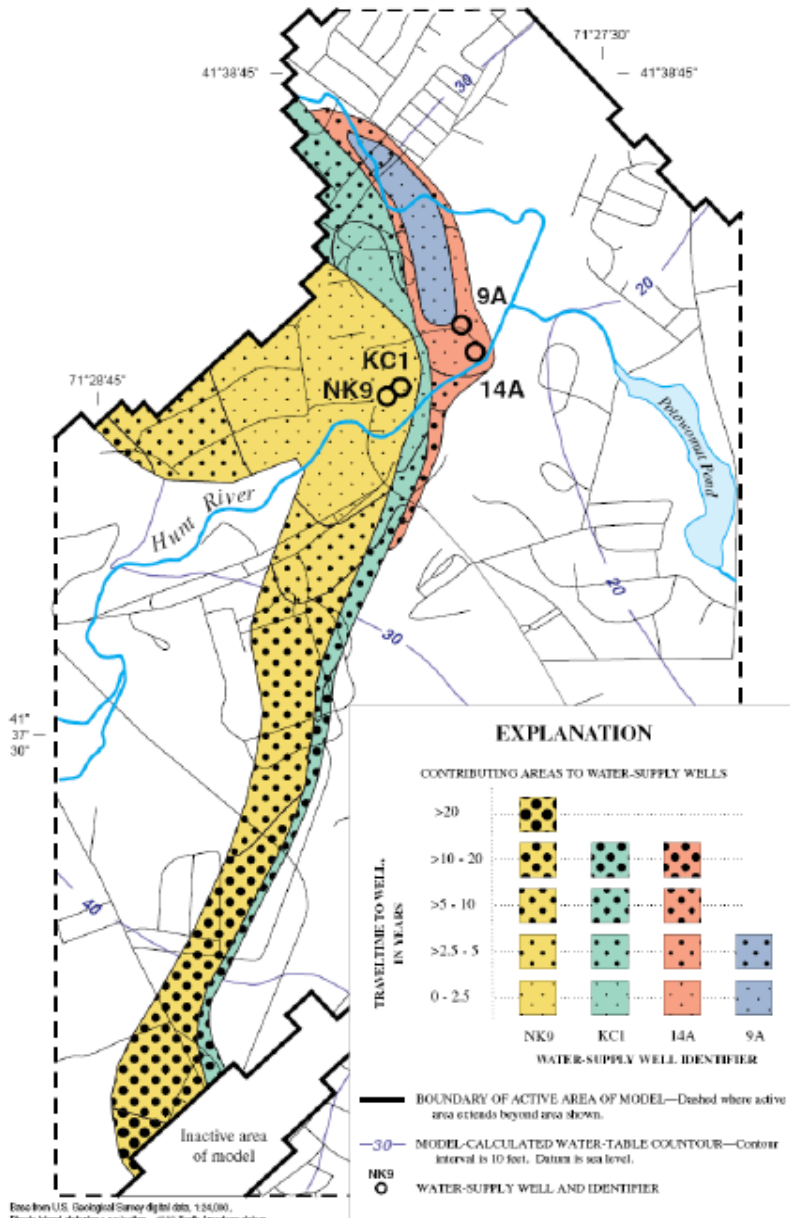 71°27'30"
41°38'45"
41°38'45"
30
20
9A
KC1
NK9
14A
71°28'45"
Potowomut Pond
Hunt River
20
30
41°
37'
30"
40
Inactive area
of model
EXPLANATION
CONTRIBUTING AREAS TO WATER-SUPPLY WELLS
TRAVELTIME TO WELL,
IN YEARS
>20
>10 - 20
>5 - 10
>2.5 - 5
0 - 2.5
NK9 KC1 14A 9A
WATER-SUPPLY WELL IDENTIFIER
BOUNDARY OF ACTIVE AREA OF MODEL—Dashed where active
area extends beyond area shown.
30 MODEL-CALCULATED WATER-TABLE COUNTOUR—Contour
interval is 10 feet. Datum is sea level.
NK9
WATER-SUPPLY WELL AND IDENTIFIER
Base from U.S. Geological Survey digital data, 1:24,000,